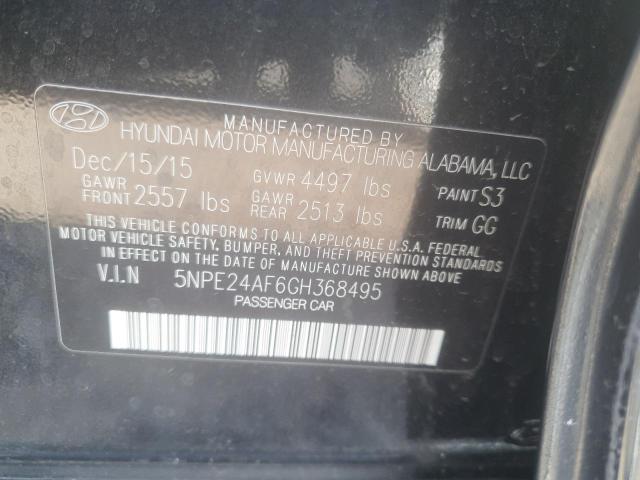 MANUFACTURED BY
HYUNDAI MOTOR MANUFACTURING ALABAMA, LLC
Dec/15/15 GVWR 4497 lbs PAINT S3
GAWR FRONT 2557 lbs GAWR REAR 2513 lbs TRIM GG
THIS VEHICLE CONFORMS TO ALL APPLICABLE U.S.A. FEDERAL
MOTOR VEHICLE SAFETY, BUMPER, AND THEFT PREVENTION STANDARDS
IN EFFECT ON THE DATE OF MANUFACTURE SHOWN ABOVE.
V.I.N 5NPE24AF6GH368495
PASSENGER CAR